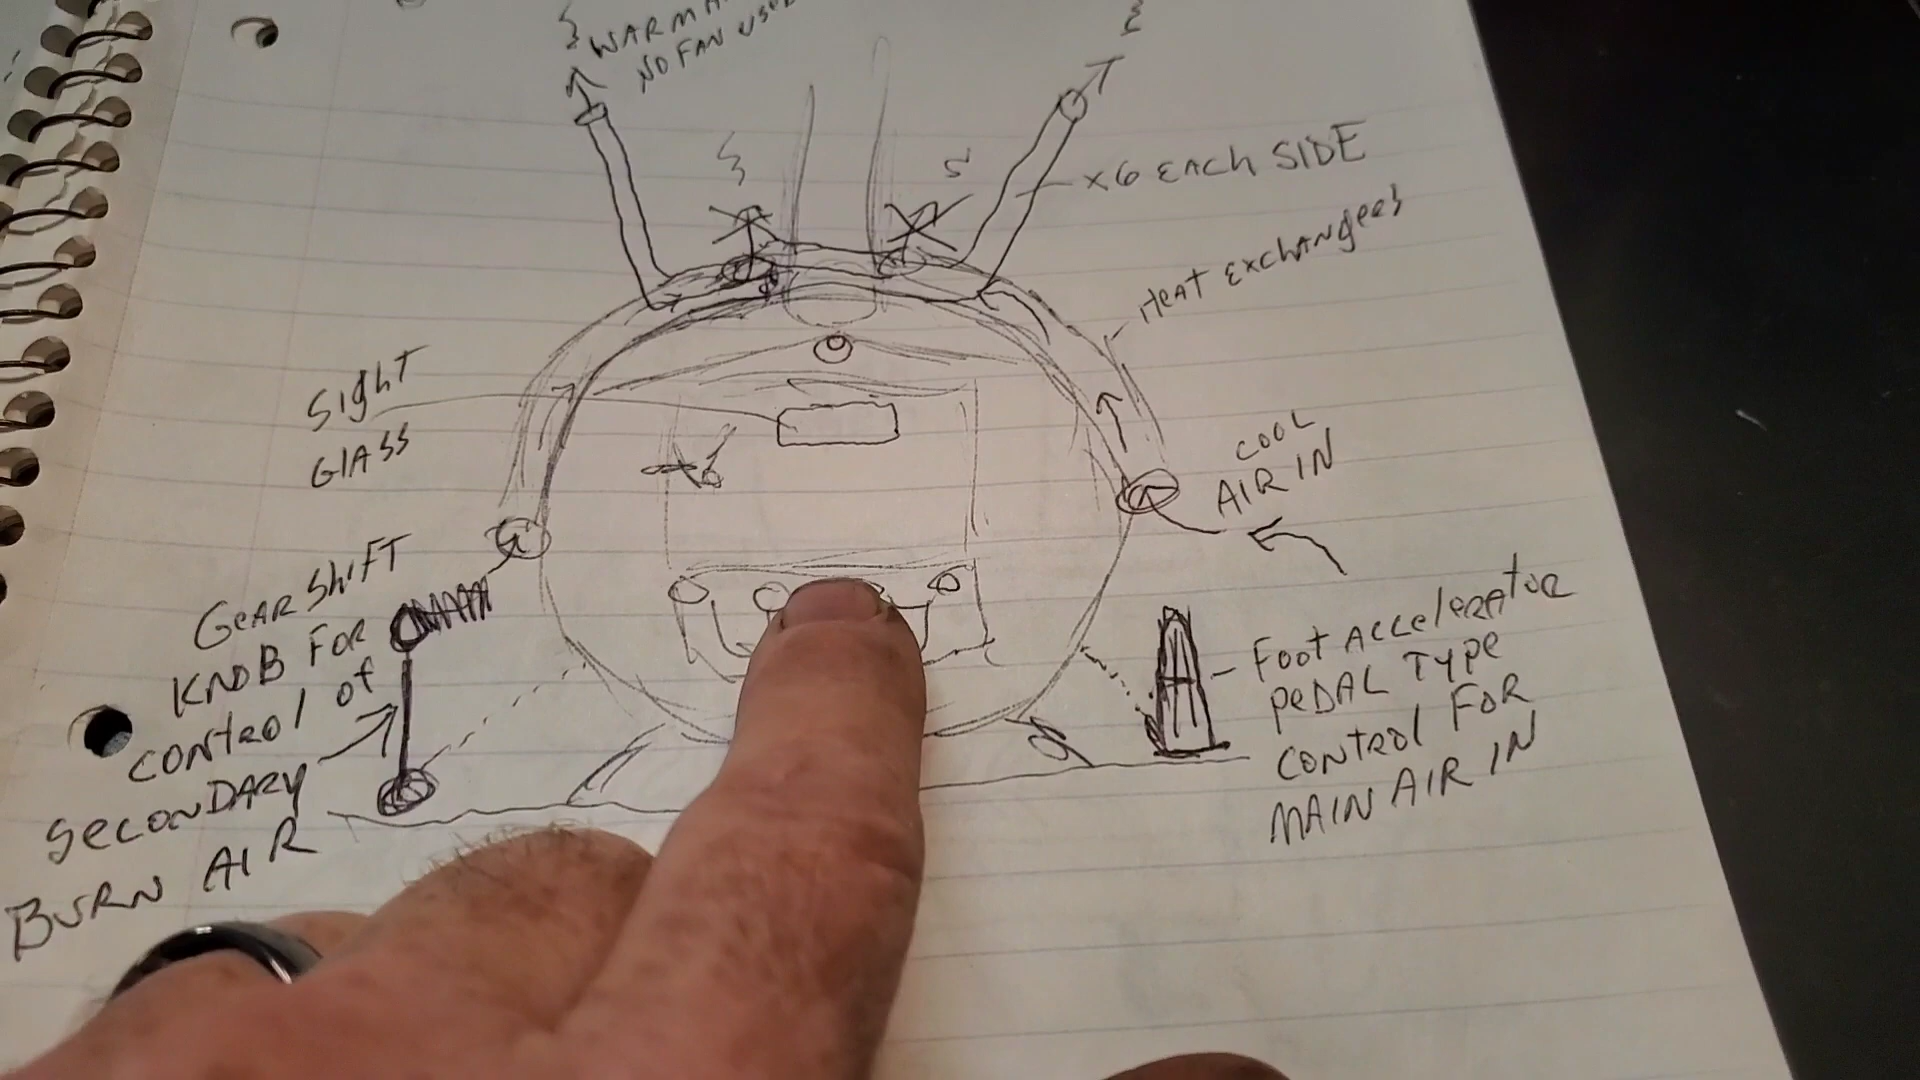 WARM
NO FAN USED
x6 EACH SIDE
HEAT EXCHANGERS
SIGHT
GLASS
COOL
AIR IN
GEAR SHIFT
KNOB FOR
CONTROL OF
SECONDARY
BURN AIR
FOOT ACCELERATOR
PEDAL TYPE
CONTROL FOR
MAIN AIR IN